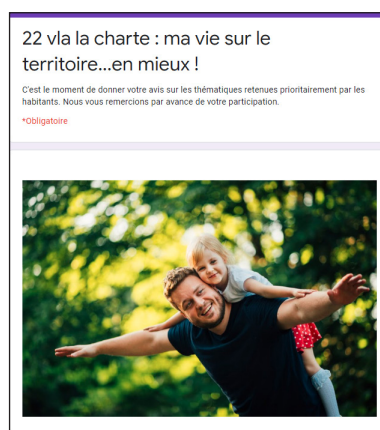 22 vla la charte : ma vie sur le
territoire...en mieux !
C'est le moment de donner votre avis sur les thématiques retenues prioritairement par les
habitants. Nous vous remercions par avance de votre participation.
*Obligatoire